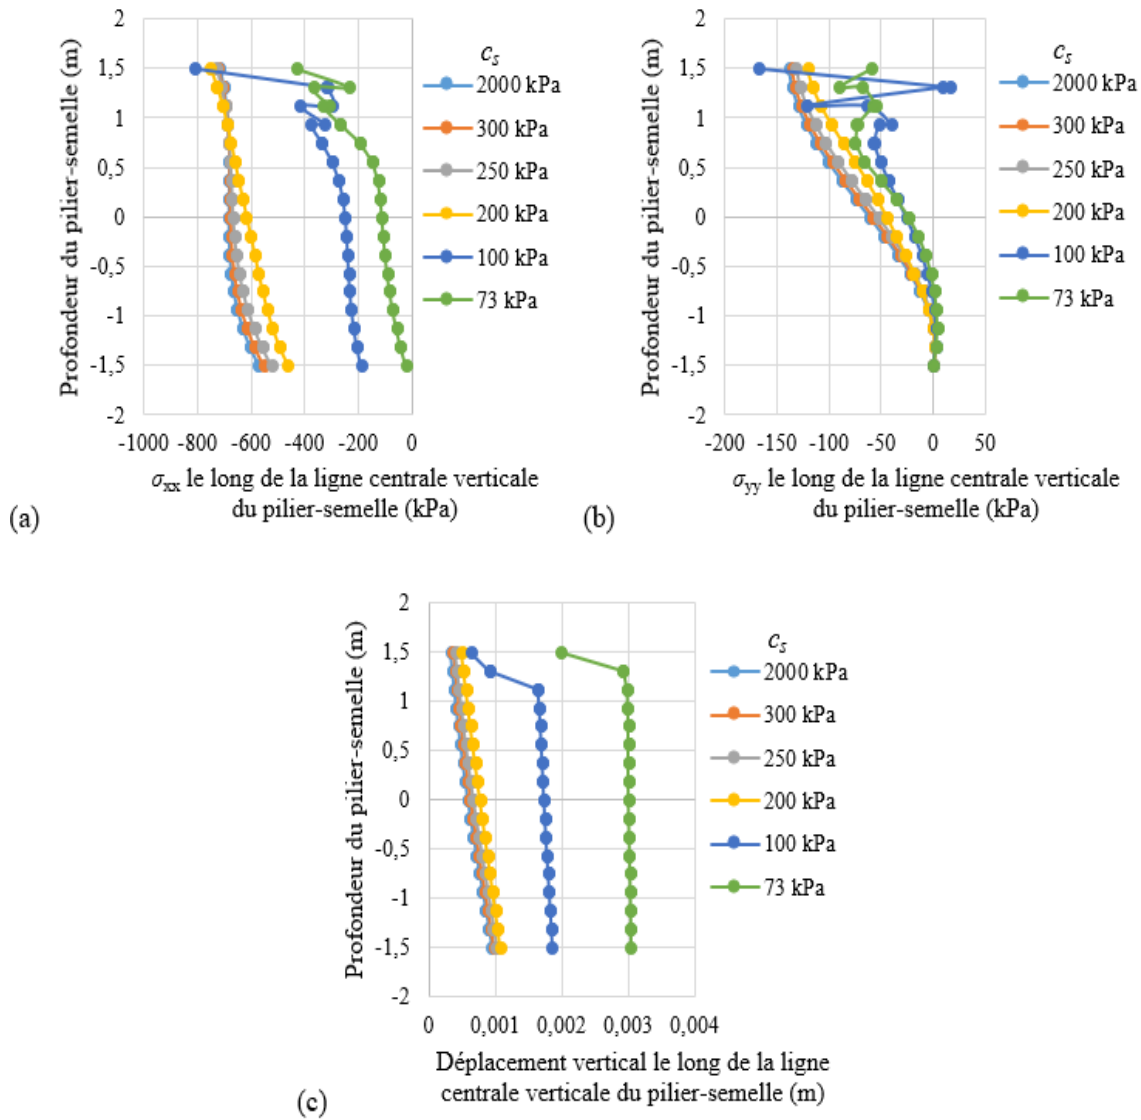 2
1,5
1
0,5
0
-0,5
-1
-1,5
-2
-1000 -800 -600 -400 -200 0
Profondeur du pilier-semelle (m)
σxx le long de la ligne centrale verticale
du pilier-semelle (kPa)
cs
2000 kPa
300 kPa
250 kPa
200 kPa
100 kPa
73 kPa
(a)
2
1,5
1
0,5
0
-0,5
-1
-1,5
-2
-200 -150 -100 -50 0 50
Profondeur du pilier-semelle (m)
σyy le long de la ligne centrale verticale
du pilier-semelle (kPa)
cs
2000 kPa
300 kPa
250 kPa
200 kPa
100 kPa
73 kPa
(b)
2
1,5
1
0,5
0
-0,5
-1
-1,5
-2
0 0,001 0,002 0,003 0,004
Profondeur du pilier-semelle (m)
Déplacement vertical le long de la ligne
centrale verticale du pilier-semelle (m)
cs
2000 kPa
300 kPa
250 kPa
200 kPa
100 kPa
73 kPa
(c)